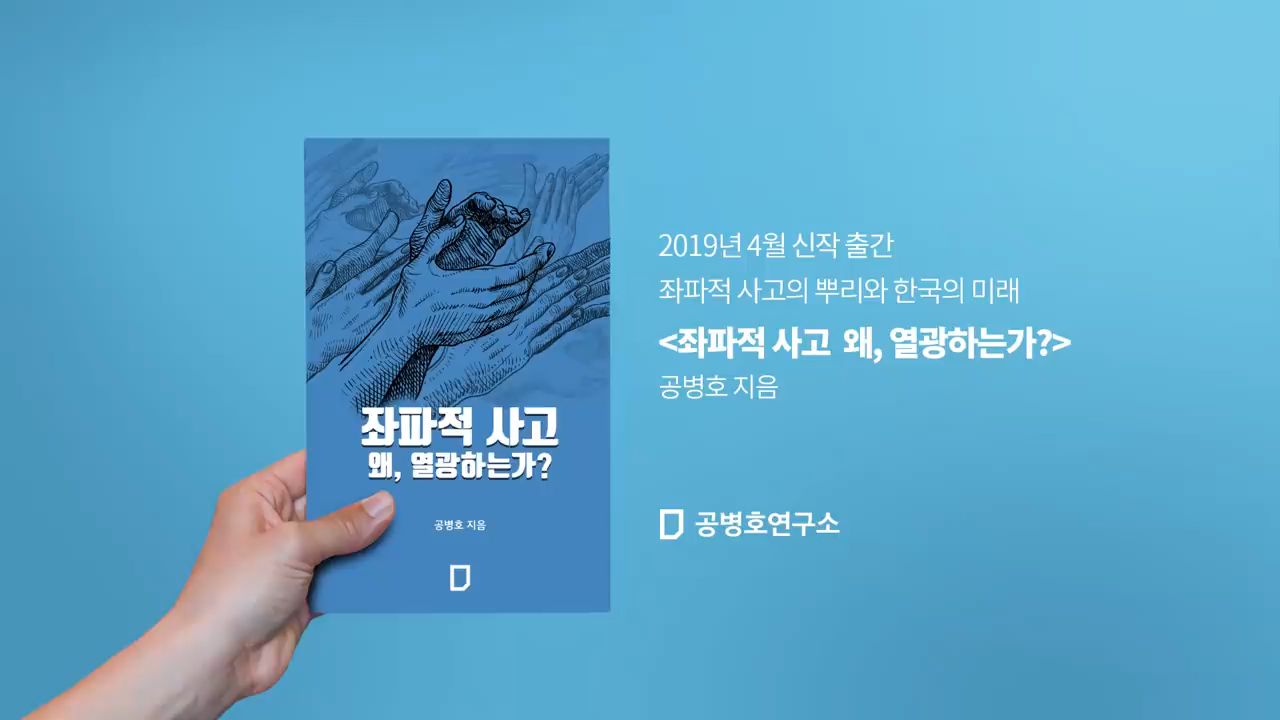 좌파적 사고
왜, 열광하는가?
공병호 지음
2019년 4월 신작 출간
좌파적 사고의 뿌리와 한국의 미래
<좌파적 사고 왜, 열광하는가?>
공병호 지음
공병호연구소